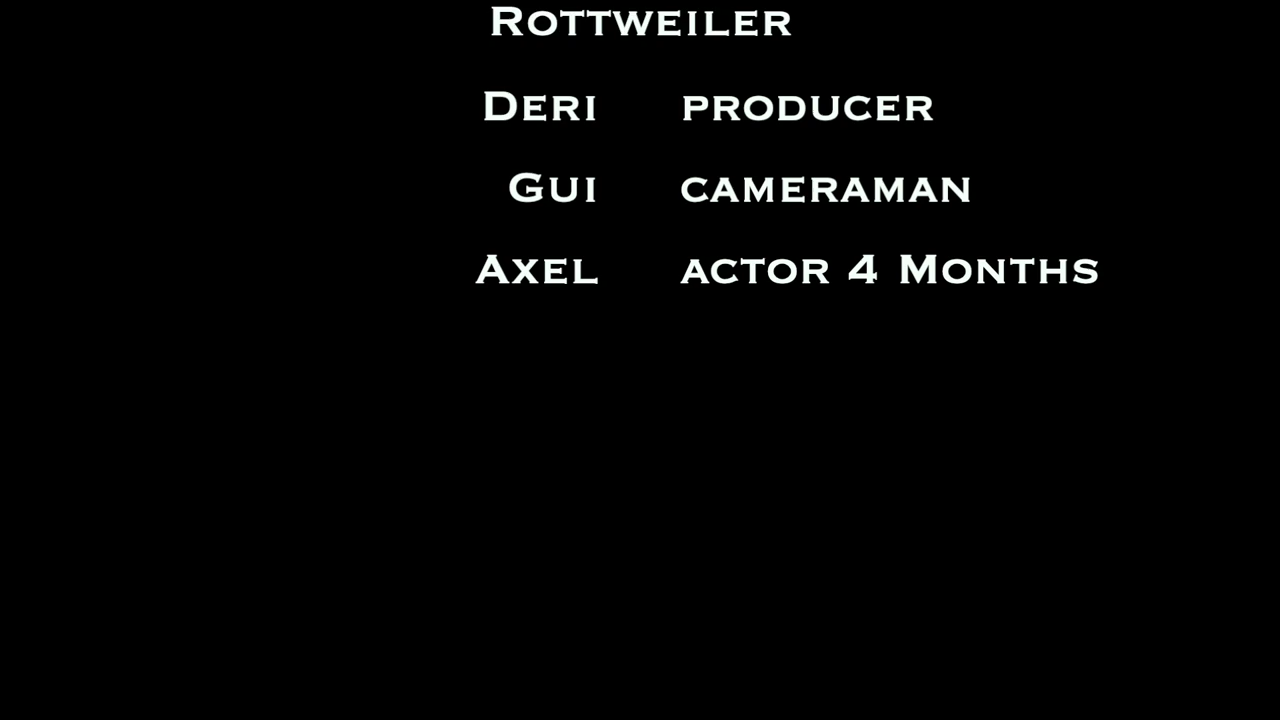 Rottweiler
Deri producer
Gui cameraman
Axel actor 4 Months